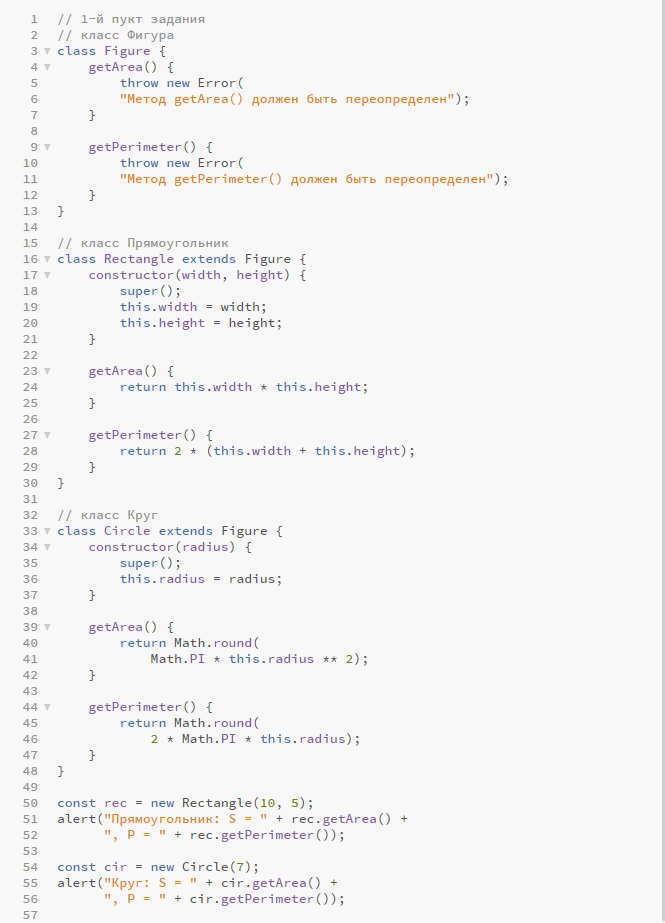 1 // 1-й пукт задания
2 // класс Фигура
3 class Figure {
4     getArea() {
5         throw new Error(
6         "Метод getArea() должен быть переопределен");
7     }
8
9     getPerimeter() {
10         throw new Error(
11         "Метод getPerimeter() должен быть переопределен");
12     }
13 }
14
15 // класс Прямоугольник
16 class Rectangle extends Figure {
17     constructor(width, height) {
18         super();
19         this.width = width;
20         this.height = height;
21     }
22
23     getArea() {
24         return this.width * this.height;
25     }
26
27     getPerimeter() {
28         return 2 * (this.width + this.height);
29     }
30 }
31
32 // класс Круг
33 class Circle extends Figure {
34     constructor(radius) {
35         super();
36         this.radius = radius;
37     }
38
39     getArea() {
40         return Math.round(
41             Math.PI * this.radius ** 2);
42     }
43
44     getPerimeter() {
45         return Math.round(
46             2 * Math.PI * this.radius);
47     }
48 }
49
50 const rec = new Rectangle(10, 5);
51 alert("Прямоугольник: S = " + rec.getArea() +
52       ", P = " + rec.getPerimeter());
53
54 const cir = new Circle(7);
55 alert("Круг: S = " + cir.getArea() +
56       ", P = " + cir.getPerimeter());
57